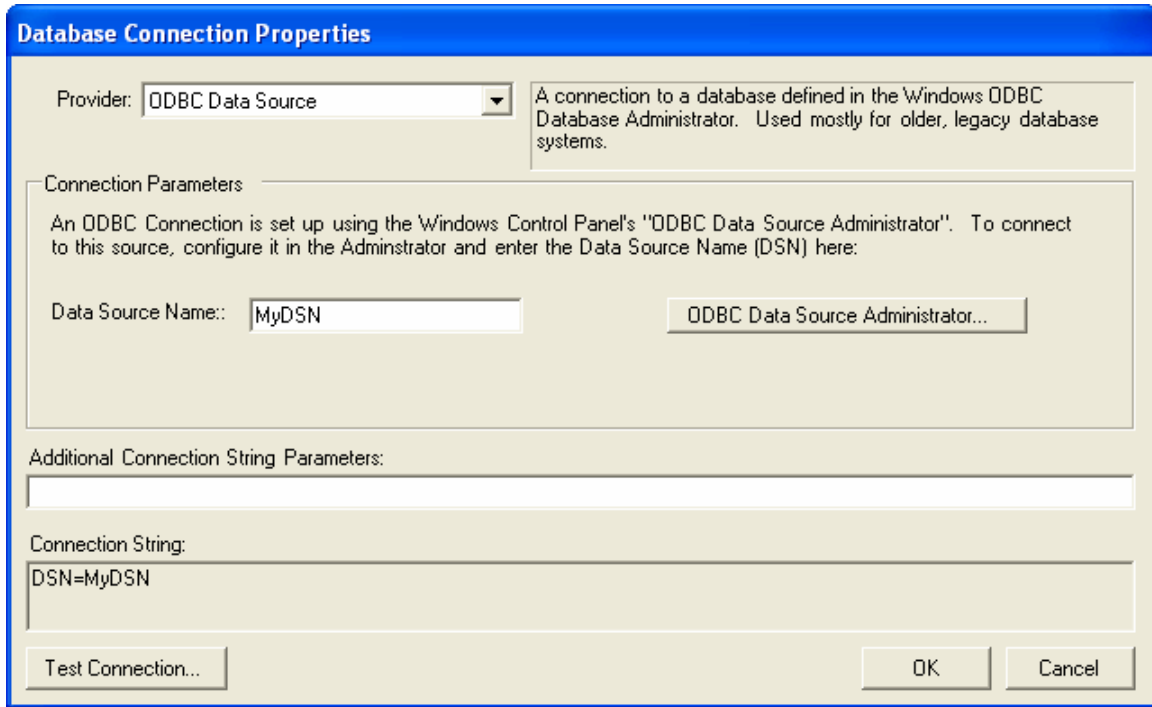 Database Connection Properties
Provider: ODBC Data Source
A connection to a database defined in the Windows ODBC
Database Administrator. Used mostly for older, legacy database
systems.
Connection Parameters
An ODBC Connection is set up using the Windows Control Panel's "ODBC Data Source Administrator". To connect
to this source, configure it in the Adminstrator and enter the Data Source Name (DSN) here:
Data Source Name:: MyDSN ODBC Data Source Administrator...
Additional Connection String Parameters:
Connection String:
DSN=MyDSN
Test Connection... OK Cancel